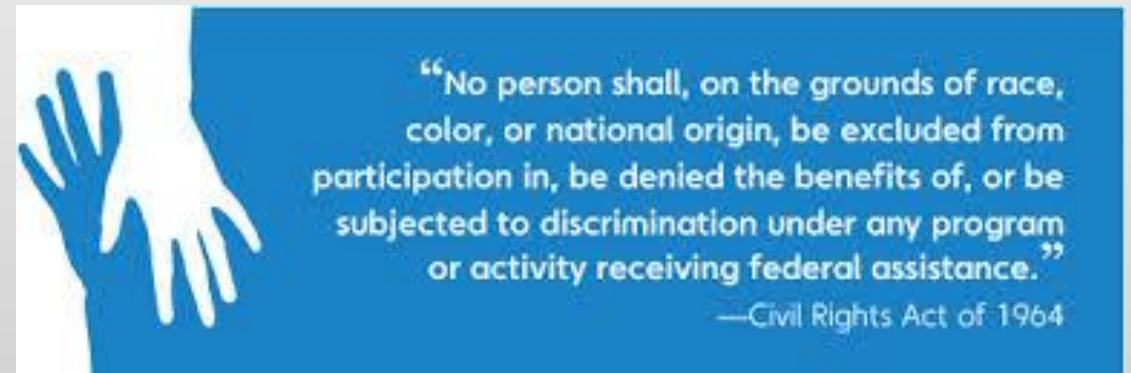 “No person shall, on the grounds of race,
color, or national origin, be excluded from
participation in, be denied the benefits of, or be
subjected to discrimination under any program
or activity receiving federal assistance.”
—Civil Rights Act of 1964